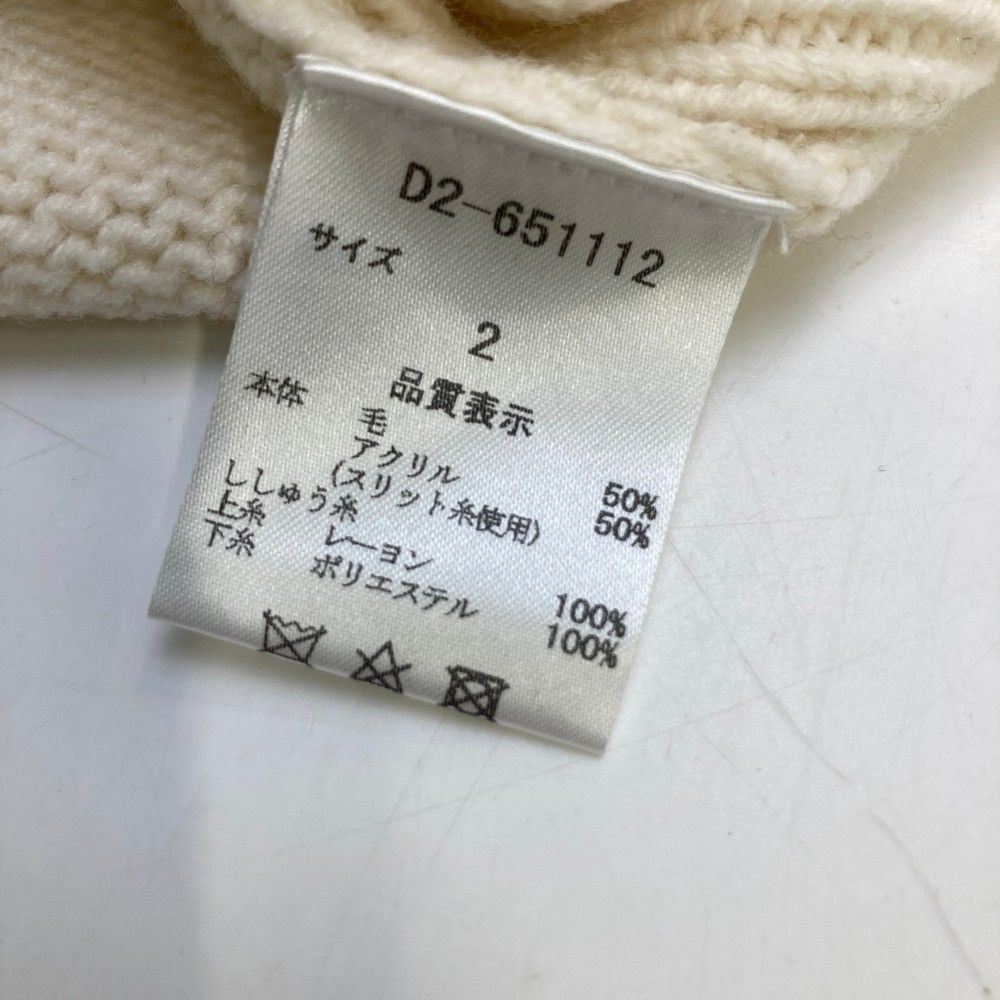 D2-651112
サイズ
2
品質表示
本体
毛 50%
アクリル 50%
(スリット糸使用)
ししゅう糸
上糸 レーヨン 100%
下糸 ポリエステル 100%